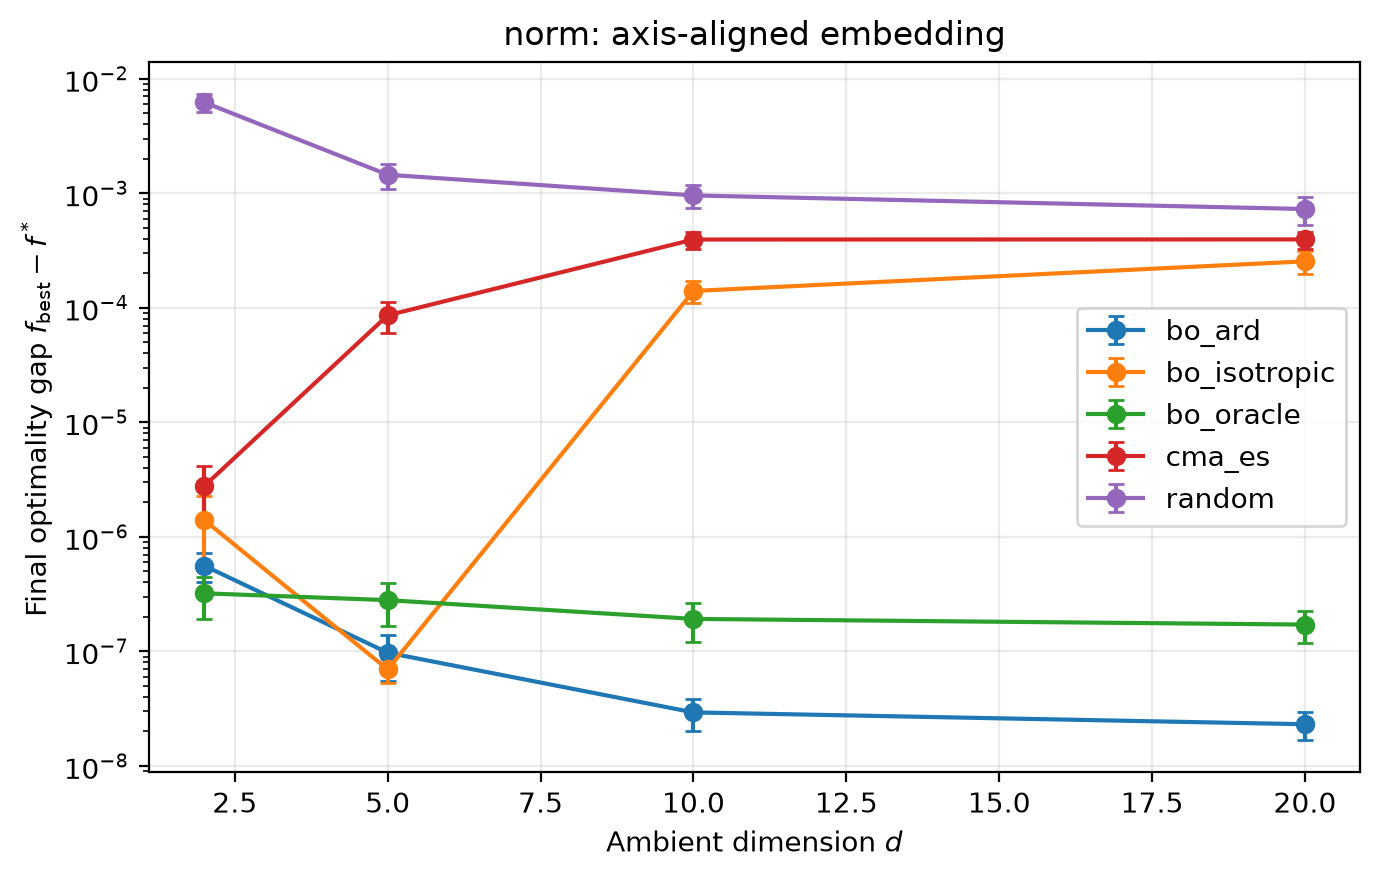 norm: axis-aligned embedding
Final optimality gap f_best − f*
10⁻²
10⁻³
10⁻⁴
10⁻⁵
10⁻⁶
10⁻⁷
10⁻⁸
bo_ard
bo_isotropic
bo_oracle
cma_es
random
2.5 5.0 7.5 10.0 12.5 15.0 17.5 20.0
Ambient dimension d